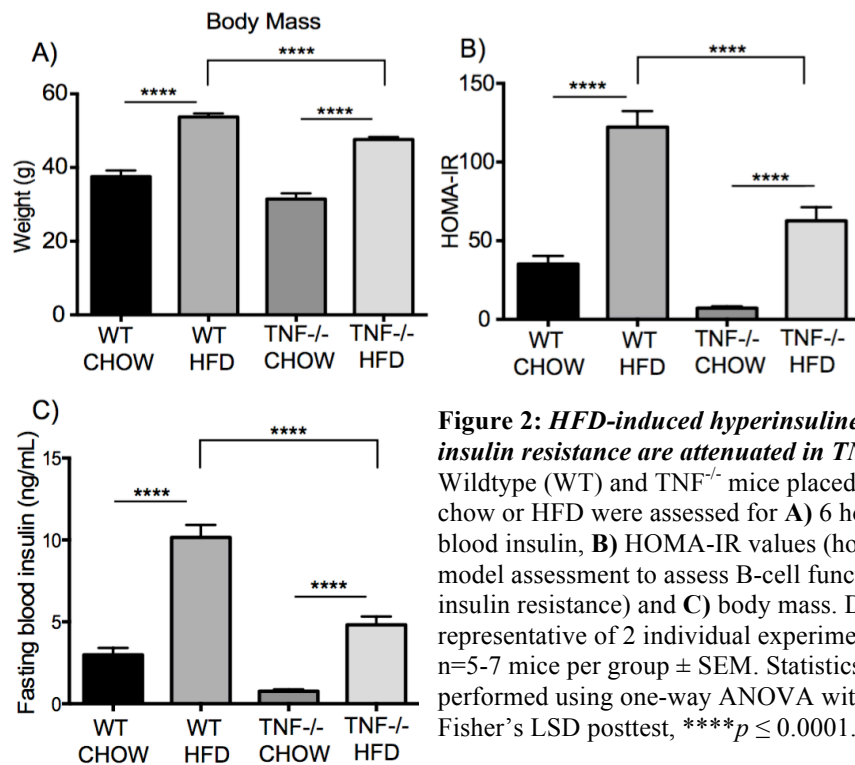 Body Mass
A)
****
****
****
60
40
20
0
Weight (g)
WT CHOW
WT HFD
TNF-/- CHOW
TNF-/- HFD
B)
****
****
****
150
100
50
0
HOMA-IR
WT CHOW
WT HFD
TNF-/- CHOW
TNF-/- HFD
C)
****
****
****
15
10
5
0
Fasting blood insulin (ng/mL)
WT CHOW
WT HFD
TNF-/- CHOW
TNF-/- HFD
Figure 2: HFD-induced hyperinsuline
insulin resistance are attenuated in TN
Wildtype (WT) and TNF-/- mice placed
chow or HFD were assessed for A) 6 ho
blood insulin, B) HOMA-IR values (ho
model assessment to assess B-cell func
insulin resistance) and C) body mass. D
representative of 2 individual experime
n=5-7 mice per group ± SEM. Statistics
performed using one-way ANOVA wit
Fisher's LSD posttest, ****p ≤ 0.0001.